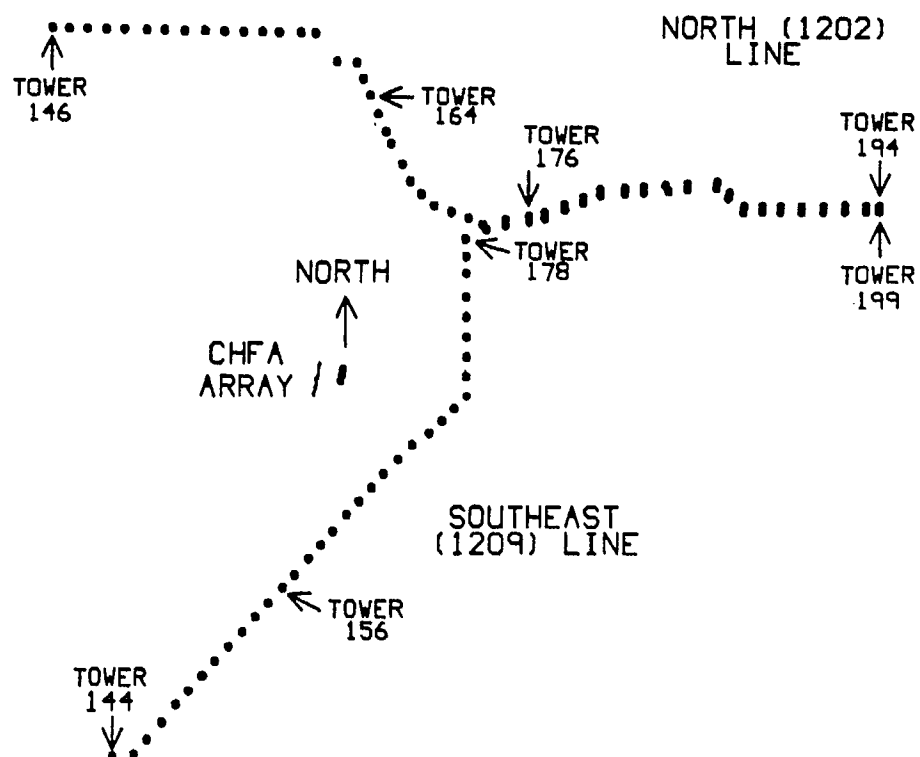 NORTH (1202)
LINE
TOWER
146
TOWER
164
TOWER
176
TOWER
194
TOWER
178
TOWER
199
NORTH
CHFA
ARRAY
SOUTHEAST
(1209) LINE
TOWER
156
TOWER
144